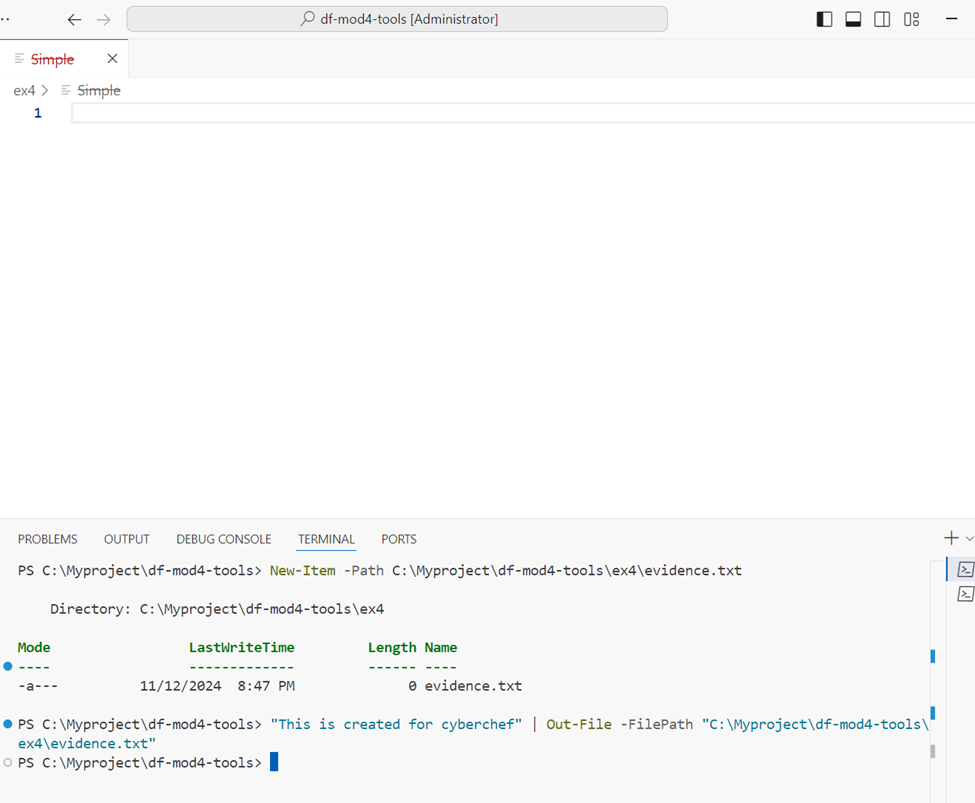 df-mod4-tools [Administrator]
Simple
ex4 > Simple
1
PROBLEMS OUTPUT DEBUG CONSOLE TERMINAL PORTS
PS C:\Myproject\df-mod4-tools> New-Item -Path C:\Myproject\df-mod4-tools\ex4\evidence.txt
Directory: C:\Myproject\df-mod4-tools\ex4
Mode LastWriteTime Length Name
---- ------------- ------ ----
-a--- 11/12/2024 8:47 PM 0 evidence.txt
PS C:\Myproject\df-mod4-tools> "This is created for cyberchef" | Out-File -FilePath "C:\Myproject\df-mod4-tools\
ex4\evidence.txt"
PS C:\Myproject\df-mod4-tools>